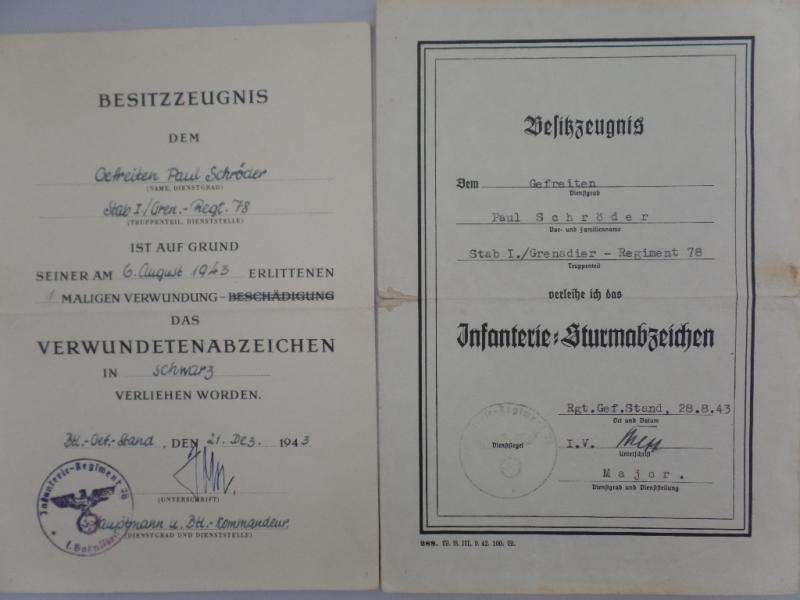 BESITZZEUGNIS
DEM
Gefreiten Paul Schröder
(NAME, DIENSTGRAD)
Stab I./Gren.-Regt. 78
(TRUPPENTEIL, DIENSTSTELLE)
IST AUF GRUND
SEINER AM 6. August 1943 ERLITTENEN
1 MALIGEN VERWUNDUNG – BESCHÄDIGUNG
DAS
VERWUNDETENABZEICHEN
IN schwarz
VERLIEHEN WORDEN.
Btl.-Gef.-Stand, DEN 21. Dez. 1943
(UNTERSCHRIFT)
Hauptmann u. Btl.-Kommandeur.
(DIENSTGRAD UND DIENSTSTELLE)
Infanterie-Regiment 78
Besitzeugnis
Dem Gefreiten
Dienstgrad
Paul Schröder
Vor- und Familienname
Stab I./Grenadier - Regiment 78
Truppenteil
verleihe ich das
Infanterie-Sturmabzeichen
Rgt.Gef.Stand, 28.8.43
Ort und Datum
Dienstsiegel
I.V.
Unterschrift
Major.
Dienstgrad und Dienststellung